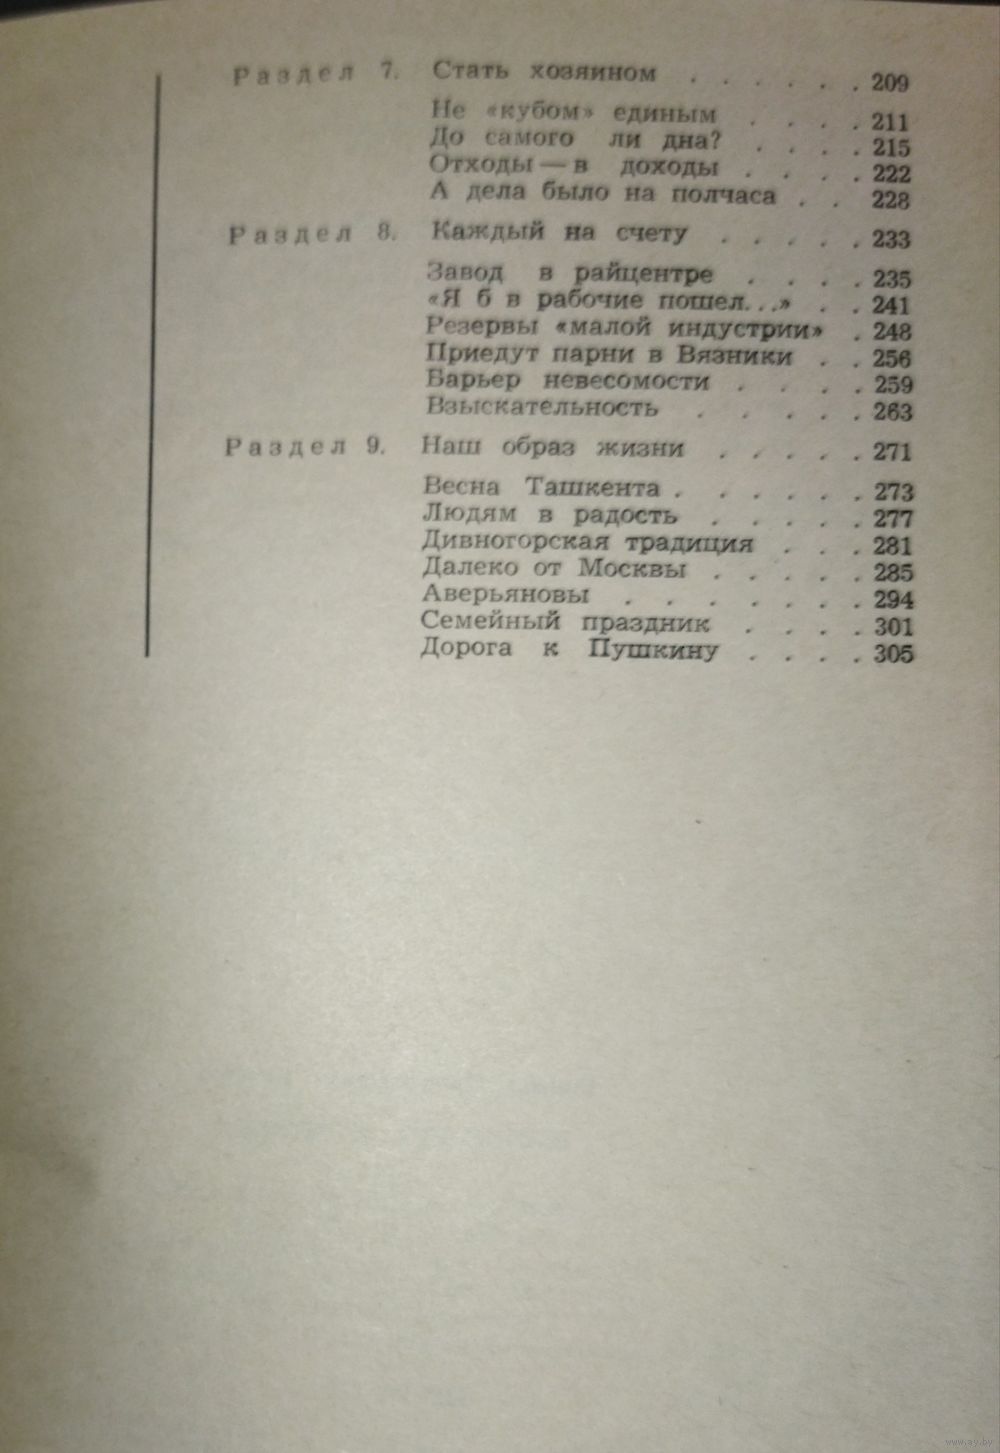 Раздел 7. Стать хозяином . . . . . . 209
Не «кубом» единым . . . . 211
До самого ли дна? . . . . 215
Отходы — в доходы . . . . 222
А дела было на полчаса . . 228
Раздел 8. Каждый на счету . . . . . 233
Завод в райцентре . . . . 235
«Я б в рабочие пошел...» . . 241
Резервы «малой индустрии» . 248
Приедут парни в Вязники . . 256
Барьер невесомости . . . . 259
Взыскательность . . . . . 263
Раздел 9. Наш образ жизни . . . . . 271
Весна Ташкента . . . . . . 273
Людям в радость . . . . . 277
Дивногорская традиция . . . 281
Далеко от Москвы . . . . . 285
Аверьяновы . . . . . . . 294
Семейный праздник . . . . 301
Дорога к Пушкину . . . . 305
www.ay.by